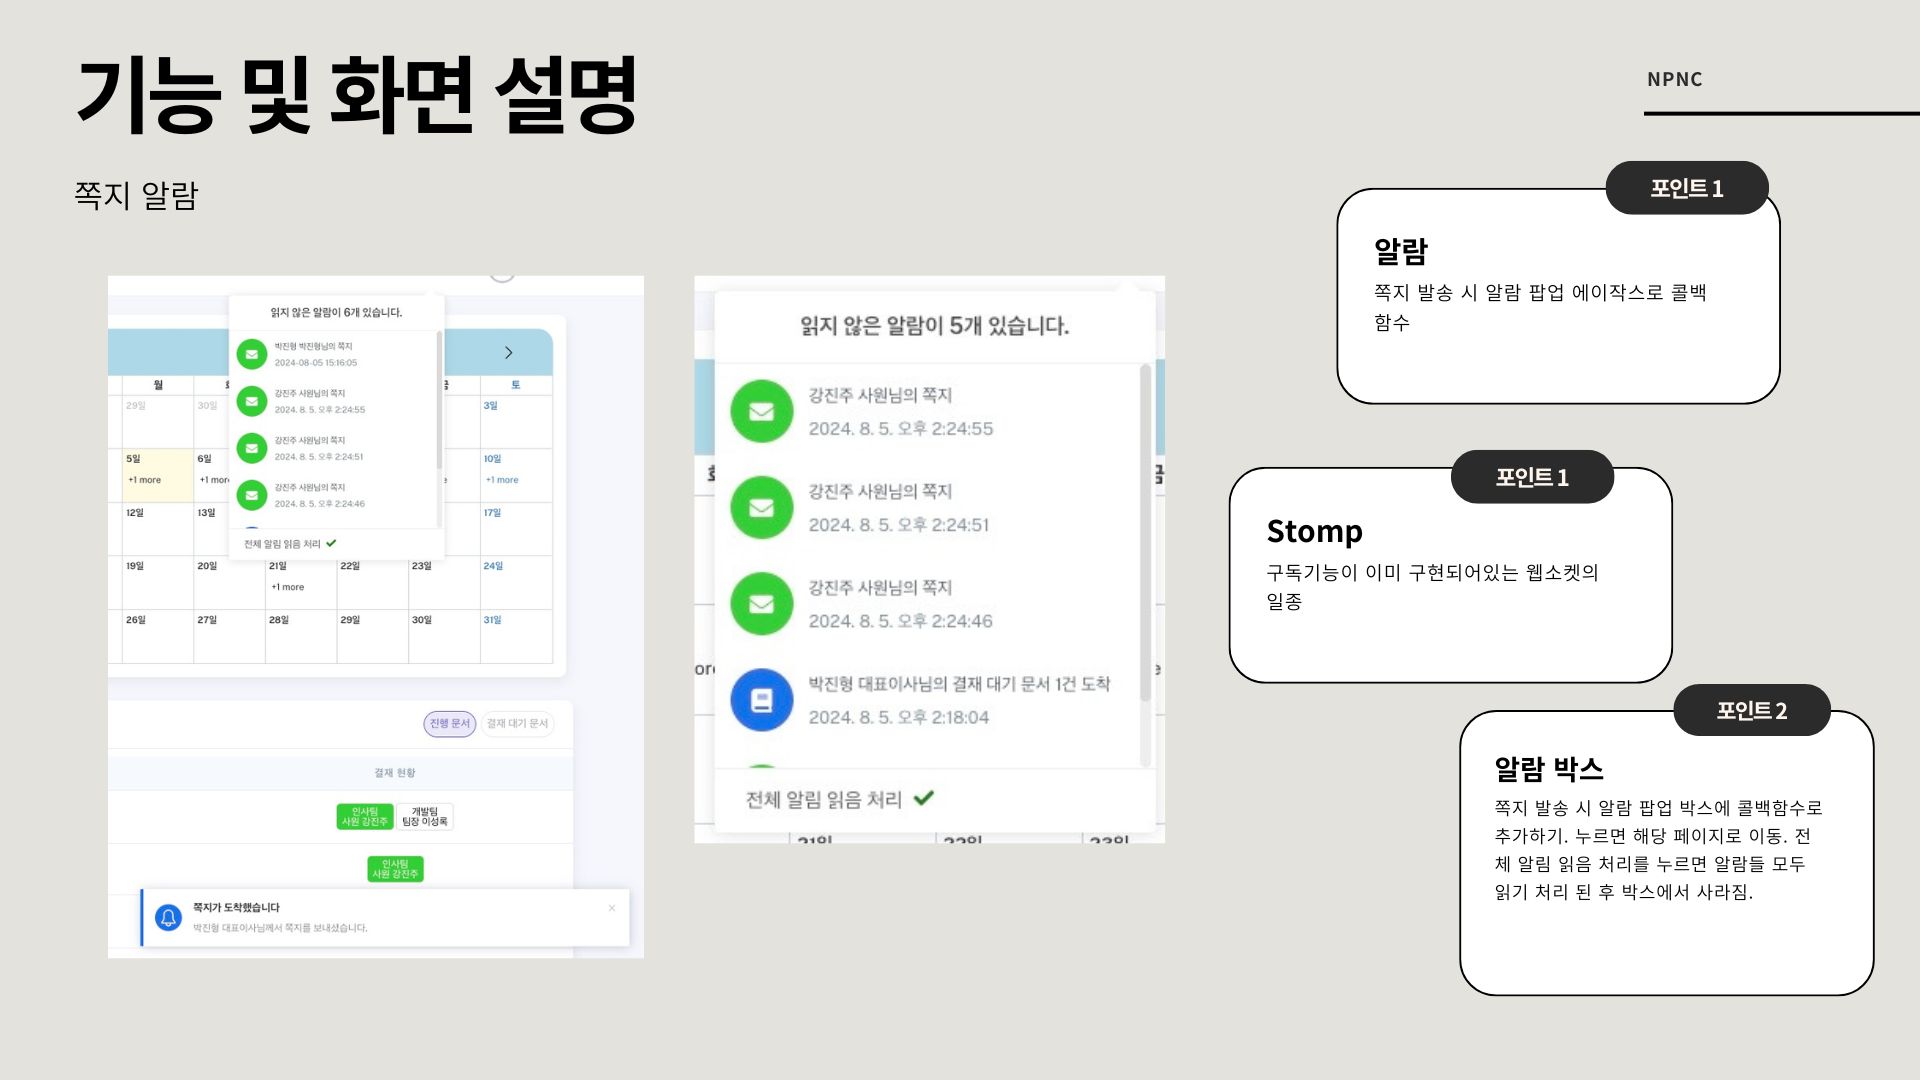 기능 및 화면 설명
NPNC
쪽지 알람
읽지 않은 알람이 6개 있습니다.
박진형 박진형님의 쪽지
2024-08-05 15:16:05
강진주 사원님의 쪽지
2024. 8. 5. 오후 2:24:55
강진주 사원님의 쪽지
2024. 8. 5. 오후 2:24:51
강진주 사원님의 쪽지
2024. 8. 5. 오후 2:24:46
전체 알림 읽음 처리
월
토
29일 30일 3일
5일 6일 10일
+1 more +1 more +1 more
12일 13일 17일
19일 20일 21일 22일 23일 24일
+1 more
26일 27일 28일 29일 30일 31일
진행 문서 결재 대기 문서
결재 현황
인사팀
사원 강진주
개발팀
팀장 이성록
인사팀
사원 강진주
쪽지가 도착했습니다
박진형 대표이사님께서 쪽지를 보내셨습니다.
읽지 않은 알람이 5개 있습니다.
강진주 사원님의 쪽지
2024. 8. 5. 오후 2:24:55
강진주 사원님의 쪽지
2024. 8. 5. 오후 2:24:51
강진주 사원님의 쪽지
2024. 8. 5. 오후 2:24:46
박진형 대표이사님의 결재 대기 문서 1건 도착
2024. 8. 5. 오후 2:18:04
전체 알림 읽음 처리
21일 22일 23일
포인트 1
알람
쪽지 발송 시 알람 팝업 에이작스로 콜백
함수
포인트 1
Stomp
구독기능이 이미 구현되어있는 웹소켓의
일종
포인트 2
알람 박스
쪽지 발송 시 알람 팝업 박스에 콜백함수로
추가하기. 누르면 해당 페이지로 이동. 전
체 알림 읽음 처리를 누르면 알람들 모두
읽기 처리 된 후 박스에서 사라짐.